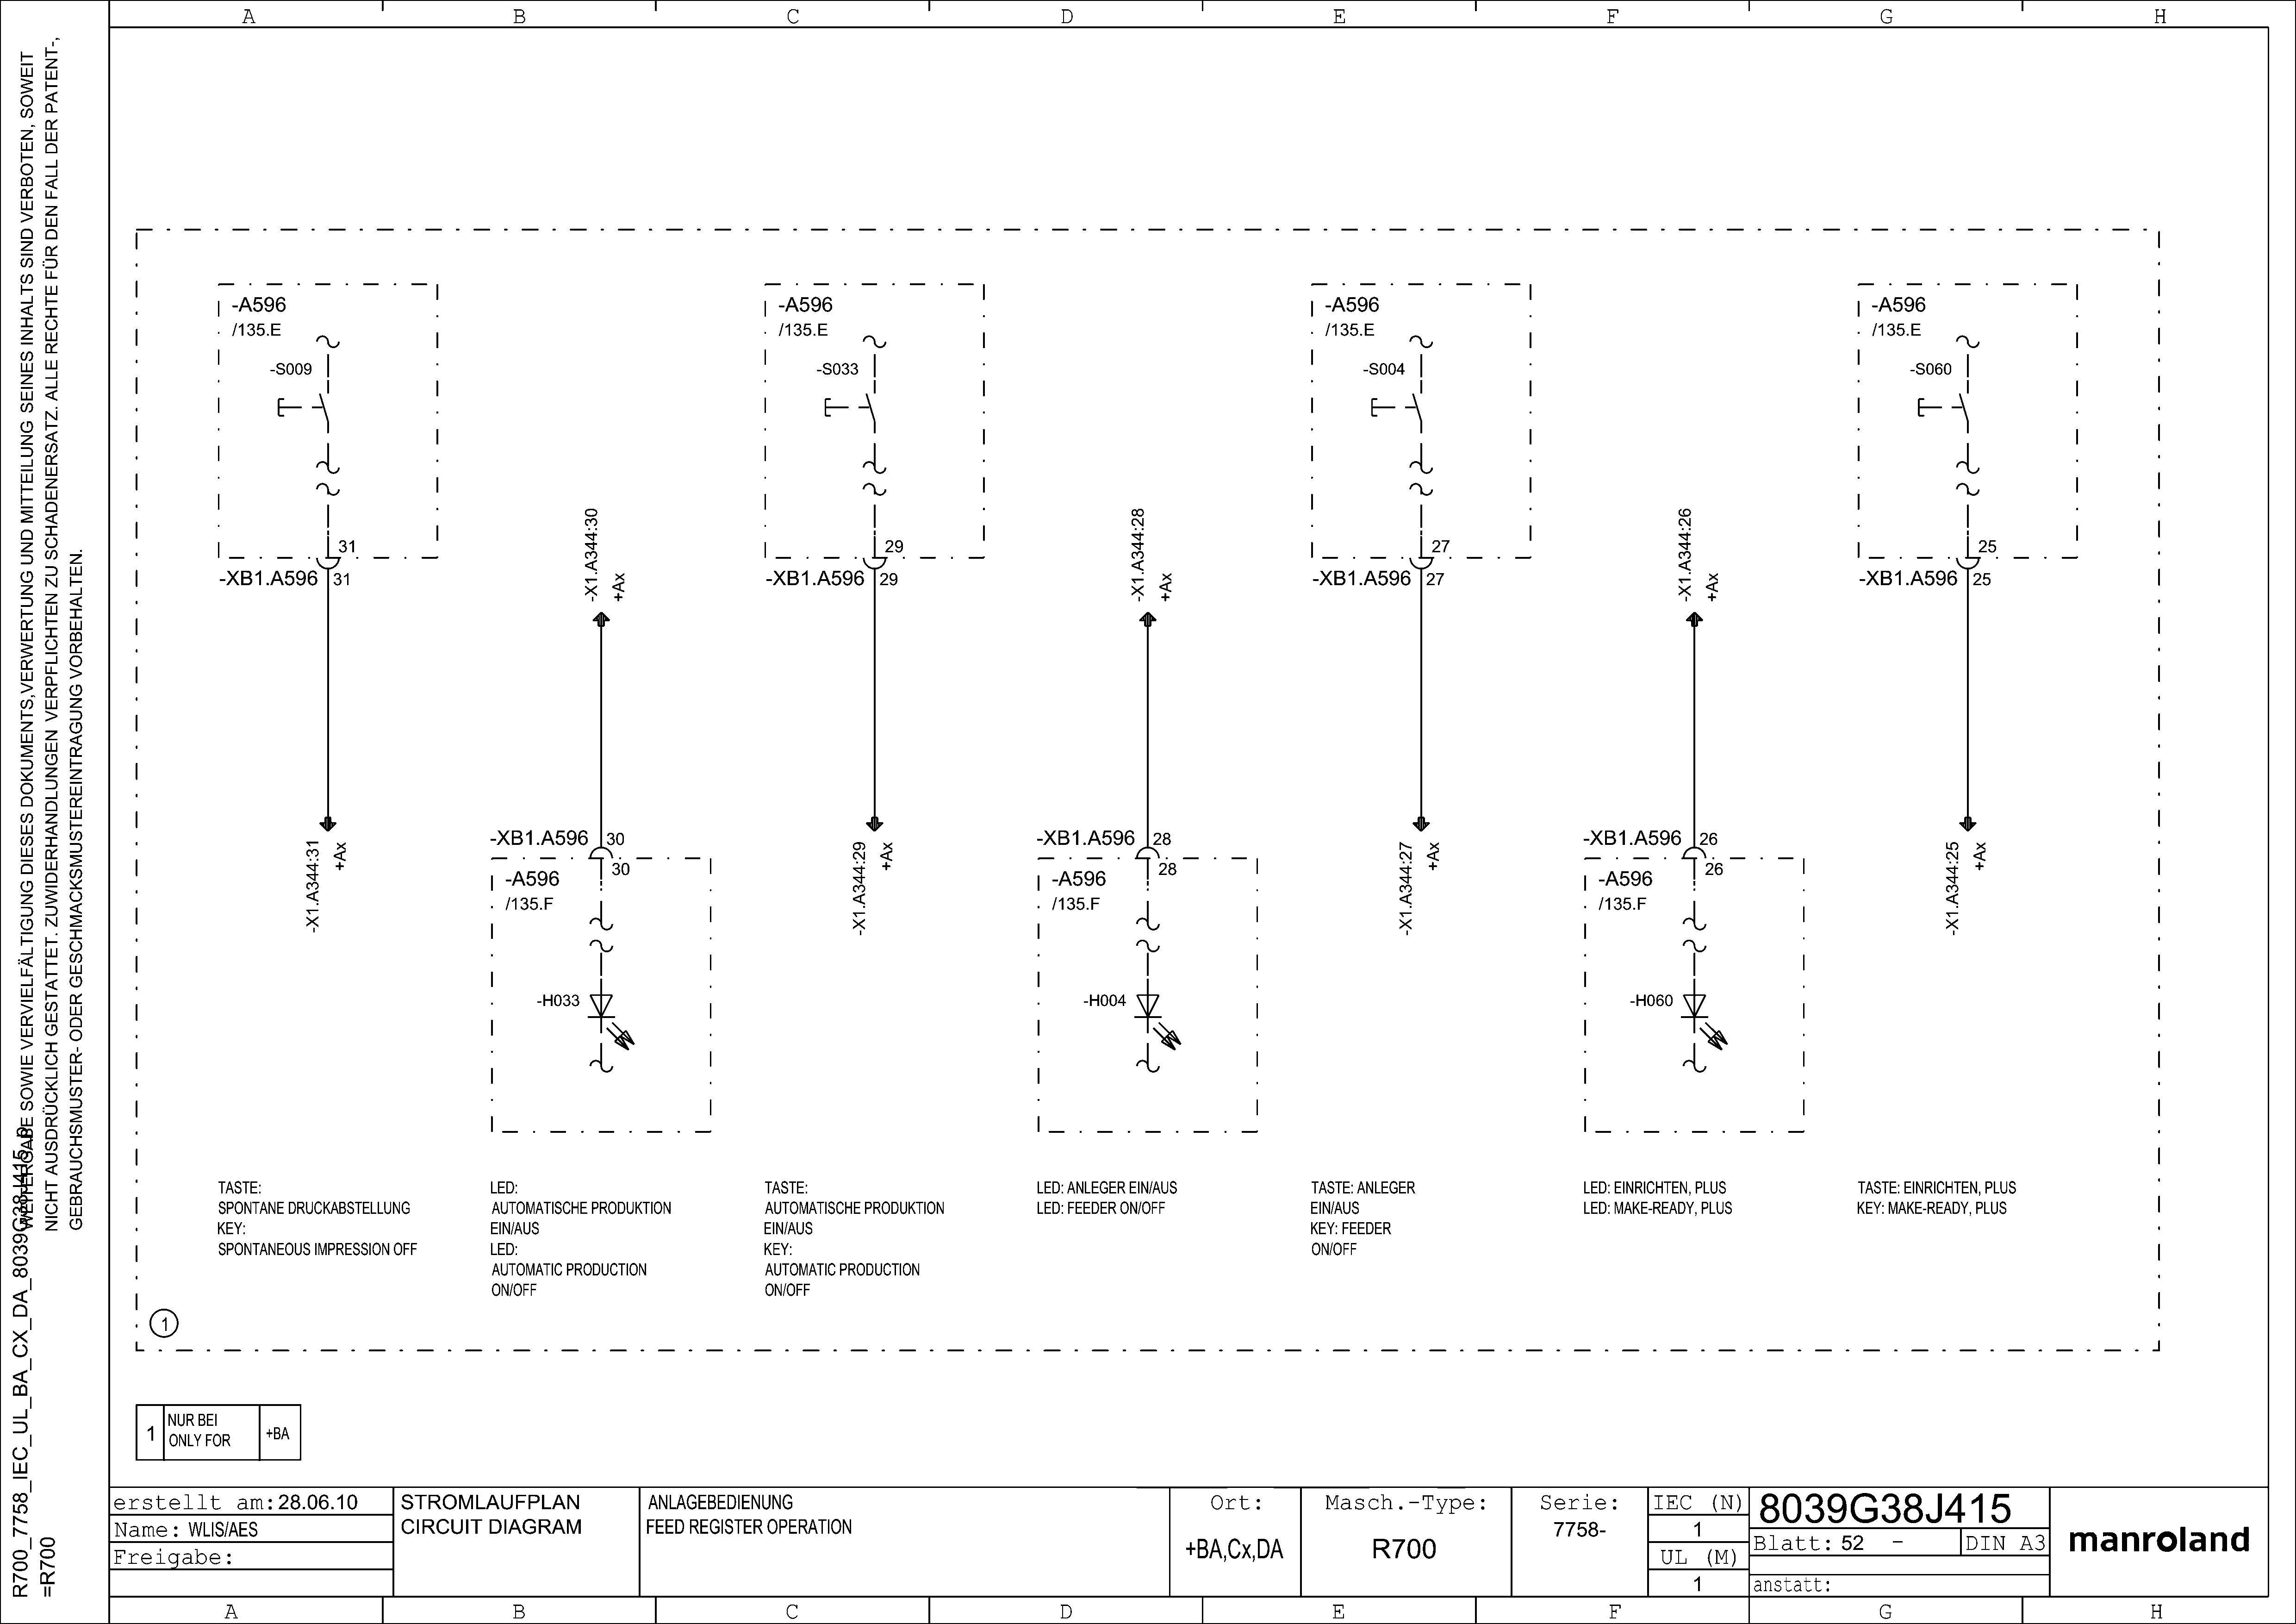 A B C D E F G H
WEITERGABE SOWIE VERVIELFÄLTIGUNG DIESES DOKUMENTS,VERWERTUNG UND MITTEILUNG SEINES INHALTS SIND VERBOTEN, SOWEIT
NICHT AUSDRÜCKLICH GESTATTET. ZUWIDERHANDLUNGEN VERPFLICHTEN ZU SCHADENERSATZ. ALLE RECHTE FÜR DEN FALL DER PATENT-,
GEBRAUCHSMUSTER- ODER GESCHMACKSMUSTEREINTRAGUNG VORBEHALTEN.
R700_7758_IEC_UL_BA_CX_DA_8039G38J415_p
=R700
-A596
/135.E
-S009
31
-XB1.A596 31
-X1.A344:31
+Ax
-X1.A344:30
+Ax
-XB1.A596 30
30
-A596
/135.F
-H033
-A596
/135.E
-S033
29
-XB1.A596 29
-X1.A344:29
+Ax
-X1.A344:28
+Ax
-XB1.A596 28
28
-A596
/135.F
-H004
-A596
/135.E
-S004
27
-XB1.A596 27
-X1.A344:27
+Ax
-X1.A344:26
+Ax
-XB1.A596 26
26
-A596
/135.F
-H060
-A596
/135.E
-S060
25
-XB1.A596 25
-X1.A344:25
+Ax
TASTE:
SPONTANE DRUCKABSTELLUNG
KEY:
SPONTANEOUS IMPRESSION OFF
LED:
AUTOMATISCHE PRODUKTION
EIN/AUS
LED:
AUTOMATIC PRODUCTION
ON/OFF
TASTE:
AUTOMATISCHE PRODUKTION
EIN/AUS
KEY:
AUTOMATIC PRODUCTION
ON/OFF
LED: ANLEGER EIN/AUS
LED: FEEDER ON/OFF
TASTE: ANLEGER
EIN/AUS
KEY: FEEDER
ON/OFF
LED: EINRICHTEN, PLUS
LED: MAKE-READY, PLUS
TASTE: EINRICHTEN, PLUS
KEY: MAKE-READY, PLUS
1
1
NUR BEI
ONLY FOR
+BA
erstellt am: 28.06.10
Name: WLIS/AES
Freigabe:
STROMLAUFPLAN
CIRCUIT DIAGRAM
ANLAGEBEDIENUNG
FEED REGISTER OPERATION
Ort:
+BA,Cx,DA
Masch.-Type:
R700
Serie:
7758-
IEC (N)
1
UL (M)
1
8039G38J415
Blatt: 52 -
DIN A3
anstatt:
manroland
A B C D E F G H